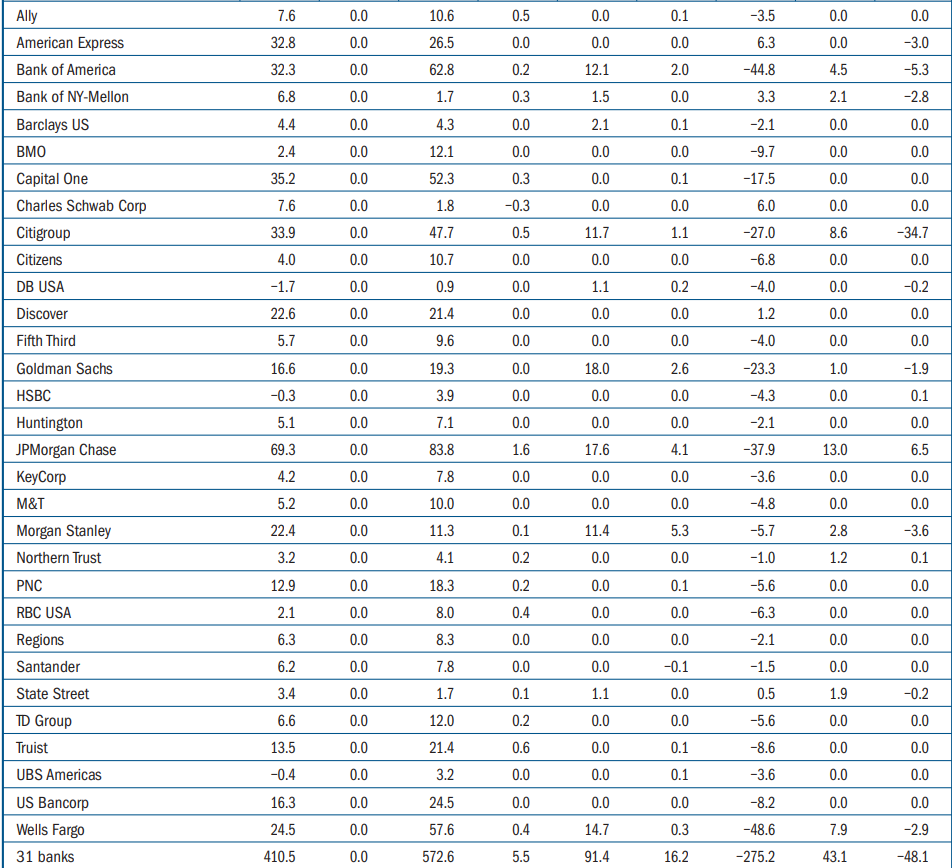 Ally 7.6 0.0 10.6 0.5 0.0 0.1 −3.5 0.0 0.0
American Express 32.8 0.0 26.5 0.0 0.0 0.0 6.3 0.0 −3.0
Bank of America 32.3 0.0 62.8 0.2 12.1 2.0 −44.8 4.5 −5.3
Bank of NY-Mellon 6.8 0.0 1.7 0.3 1.5 0.0 3.3 2.1 −2.8
Barclays US 4.4 0.0 4.3 0.0 2.1 0.1 −2.1 0.0 0.0
BMO 2.4 0.0 12.1 0.0 0.0 0.0 −9.7 0.0 0.0
Capital One 35.2 0.0 52.3 0.3 0.0 0.1 −17.5 0.0 0.0
Charles Schwab Corp 7.6 0.0 1.8 −0.3 0.0 0.0 6.0 0.0 0.0
Citigroup 33.9 0.0 47.7 0.5 11.7 1.1 −27.0 8.6 −34.7
Citizens 4.0 0.0 10.7 0.0 0.0 0.0 −6.8 0.0 0.0
DB USA −1.7 0.0 0.9 0.0 1.1 0.2 −4.0 0.0 −0.2
Discover 22.6 0.0 21.4 0.0 0.0 0.0 1.2 0.0 0.0
Fifth Third 5.7 0.0 9.6 0.0 0.0 0.0 −4.0 0.0 0.0
Goldman Sachs 16.6 0.0 19.3 0.0 18.0 2.6 −23.3 1.0 −1.9
HSBC −0.3 0.0 3.9 0.0 0.0 0.0 −4.3 0.0 0.1
Huntington 5.1 0.0 7.1 0.0 0.0 0.0 −2.1 0.0 0.0
JPMorgan Chase 69.3 0.0 83.8 1.6 17.6 4.1 −37.9 13.0 6.5
KeyCorp 4.2 0.0 7.8 0.0 0.0 0.0 −3.6 0.0 0.0
M&T 5.2 0.0 10.0 0.0 0.0 0.0 −4.8 0.0 0.0
Morgan Stanley 22.4 0.0 11.3 0.1 11.4 5.3 −5.7 2.8 −3.6
Northern Trust 3.2 0.0 4.1 0.2 0.0 0.0 −1.0 1.2 0.1
PNC 12.9 0.0 18.3 0.2 0.0 0.1 −5.6 0.0 0.0
RBC USA 2.1 0.0 8.0 0.4 0.0 0.0 −6.3 0.0 0.0
Regions 6.3 0.0 8.3 0.0 0.0 0.0 −2.1 0.0 0.0
Santander 6.2 0.0 7.8 0.0 0.0 −0.1 −1.5 0.0 0.0
State Street 3.4 0.0 1.7 0.1 1.1 0.0 0.5 1.9 −0.2
TD Group 6.6 0.0 12.0 0.2 0.0 0.0 −5.6 0.0 0.0
Truist 13.5 0.0 21.4 0.6 0.0 0.1 −8.6 0.0 0.0
UBS Americas −0.4 0.0 3.2 0.0 0.0 0.1 −3.6 0.0 0.0
US Bancorp 16.3 0.0 24.5 0.0 0.0 0.0 −8.2 0.0 0.0
Wells Fargo 24.5 0.0 57.6 0.4 14.7 0.3 −48.6 7.9 −2.9
31 banks 410.5 0.0 572.6 5.5 91.4 16.2 −275.2 43.1 −48.1